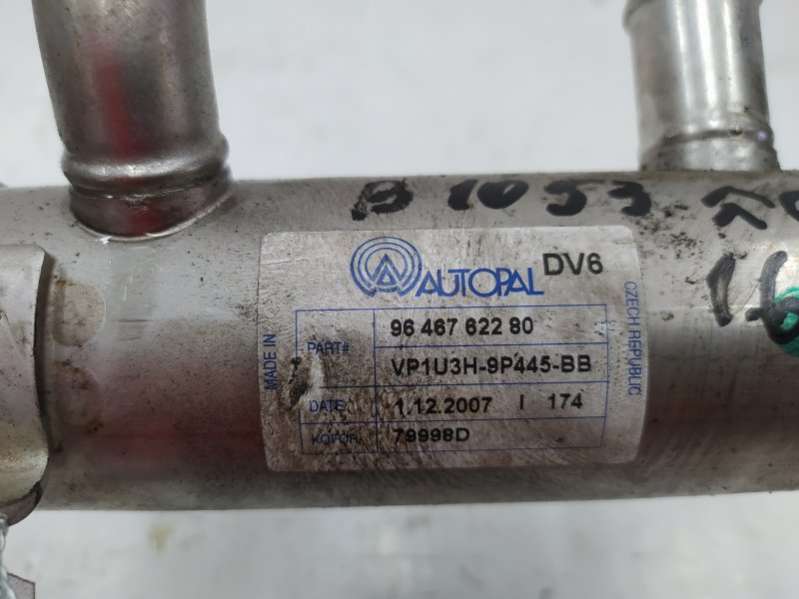 B 1053
AUTOPAL DV6
MADE IN
CZECH REPUBLIC
PART# 96 467 622 80
VP1U3H-9P445-BB
DATE 1.12.2007 I 174
KOFOR 79998D